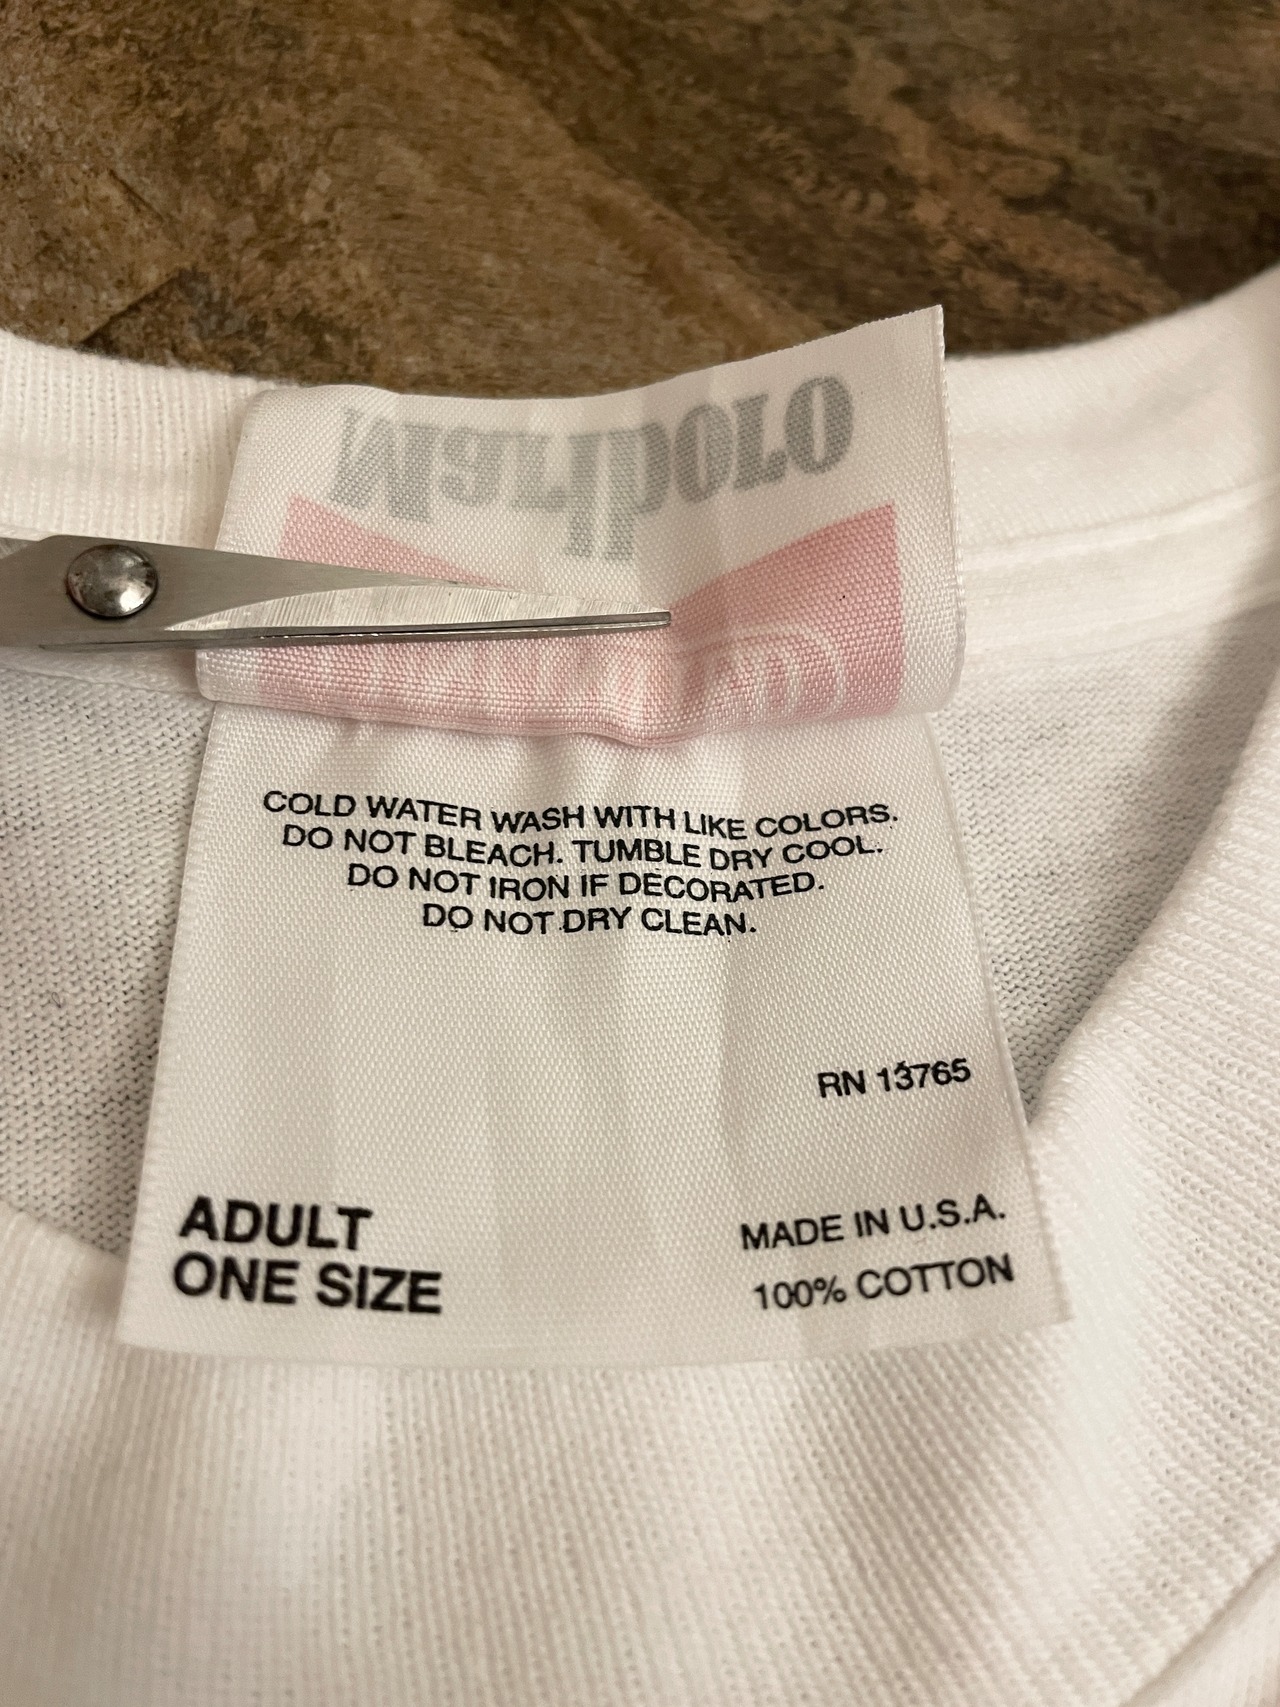 Marlboro
COLD WATER WASH WITH LIKE COLORS.
DO NOT BLEACH. TUMBLE DRY COOL.
DO NOT IRON IF DECORATED.
DO NOT DRY CLEAN.
RN 13765
ADULT
ONE SIZE
MADE IN U.S.A.
100% COTTON